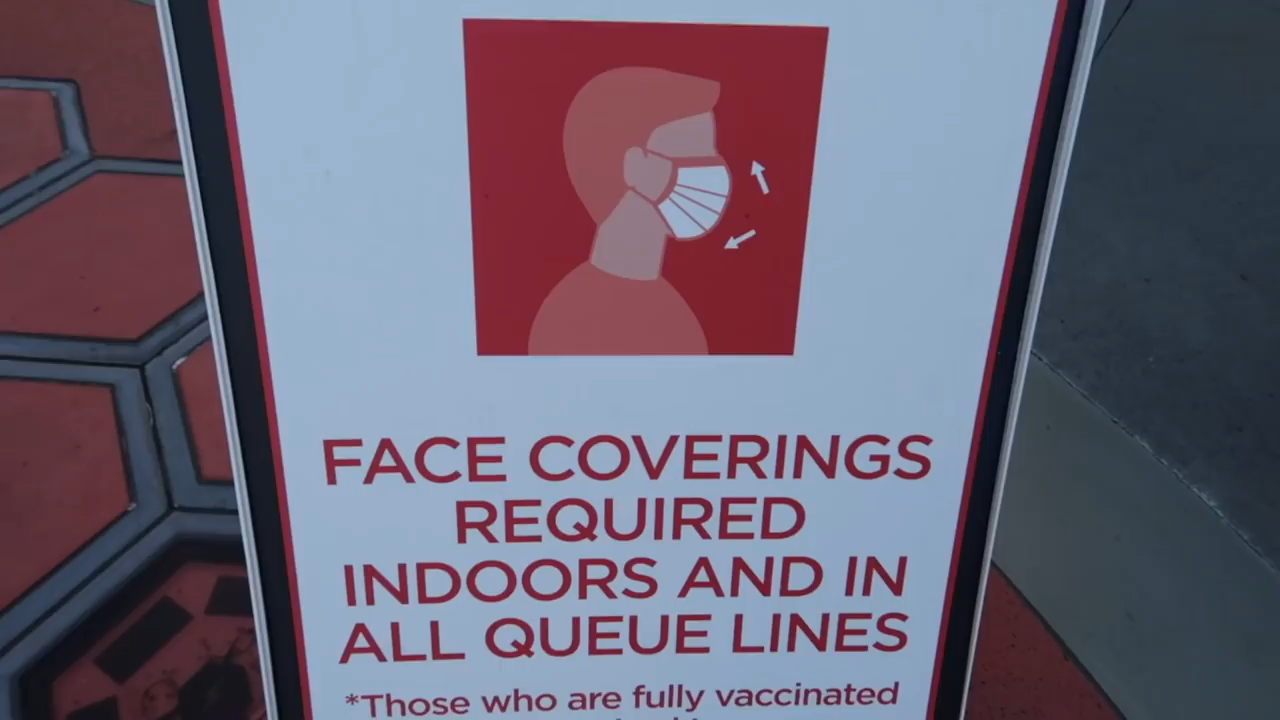 FACE COVERINGS
REQUIRED
INDOORS AND IN
ALL QUEUE LINES
*Those who are fully vaccinated